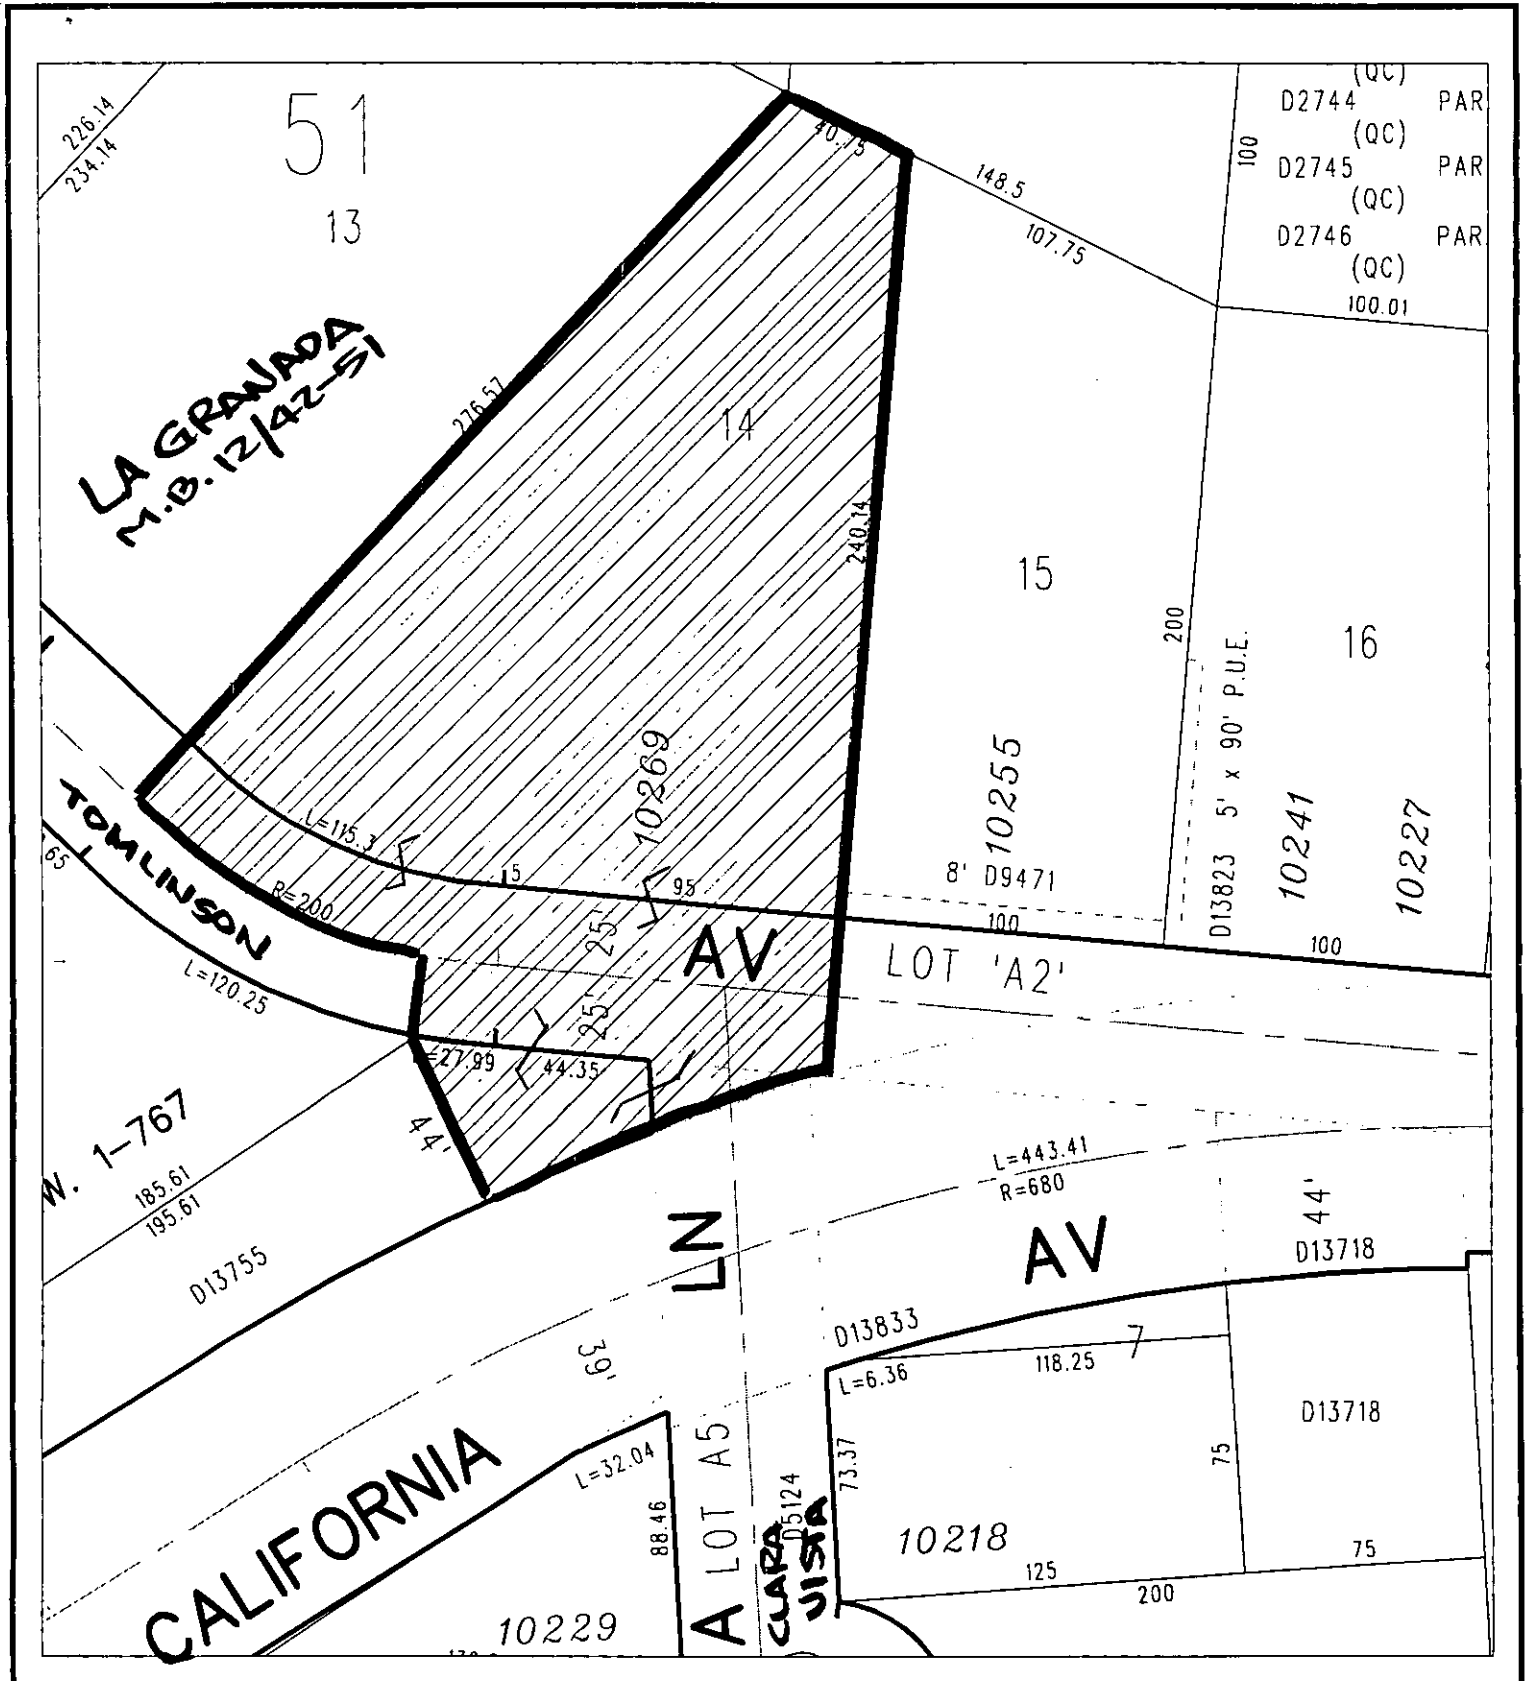 51
13
226.14
234.14
40.75
148.5
107.75
100
(QC)
D2744 PAR
(QC)
D2745 PAR
(QC)
D2746 PAR
(QC)
100.01
LA GRANADA
M.B. 12/42-51
276.57
14
240.14
15
16
200
D13823 5' x 90' P.U.E.
10269
10255
10241
10227
8' D9471
TOMLINSON
65
L=115.3
R=200
L=120.25
5
95
100
100
AV
LOT 'A2'
25'
25'
27.99
44.35
44'
W. 1-767
185.61
195.61
D13755
L=443.41
R=680
44'
AV
D13718
LN
39'
D13833
7
L=6.36
118.25
D13718
CALIFORNIA
L=32.04
88.46
A LOT A5
D5124
CLARA
VISTA
73.37
75
10218
125
200
75
10229